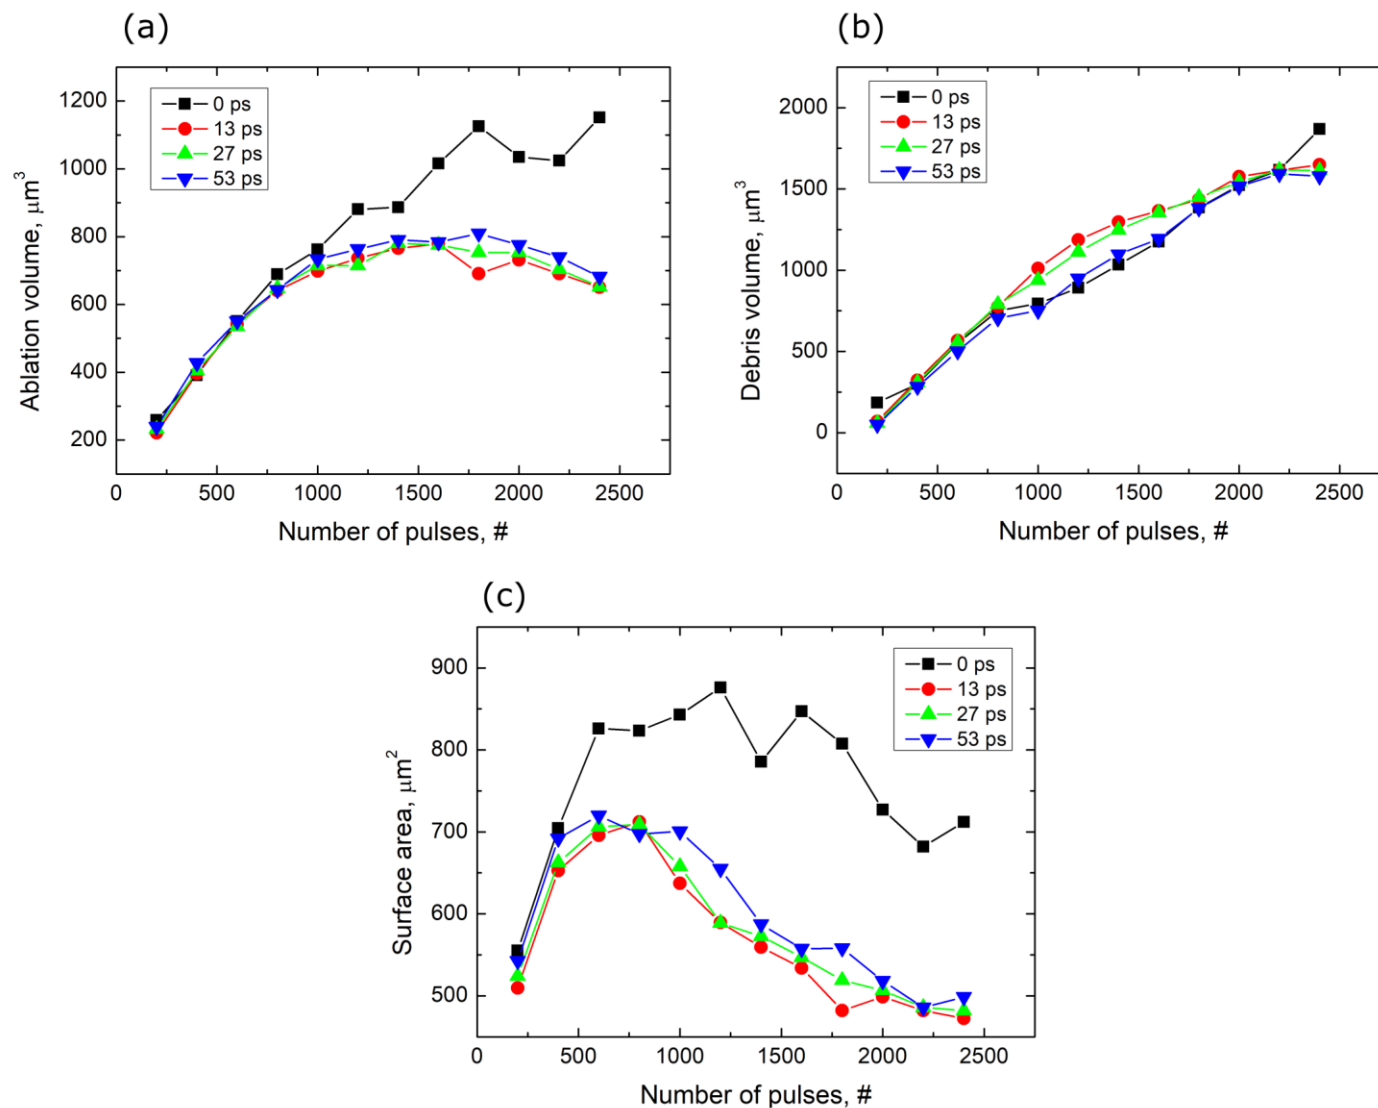 (a)
1200
1000
800
600
400
200
0 ps
13 ps
27 ps
53 ps
Ablation volume, μm³
0 500 1000 1500 2000 2500
Number of pulses, #
(b)
2000
1500
1000
500
0
0 ps
13 ps
27 ps
53 ps
Debris volume, μm³
0 500 1000 1500 2000 2500
Number of pulses, #
(c)
900
800
700
600
500
0 ps
13 ps
27 ps
53 ps
Surface area, μm²
0 500 1000 1500 2000 2500
Number of pulses, #